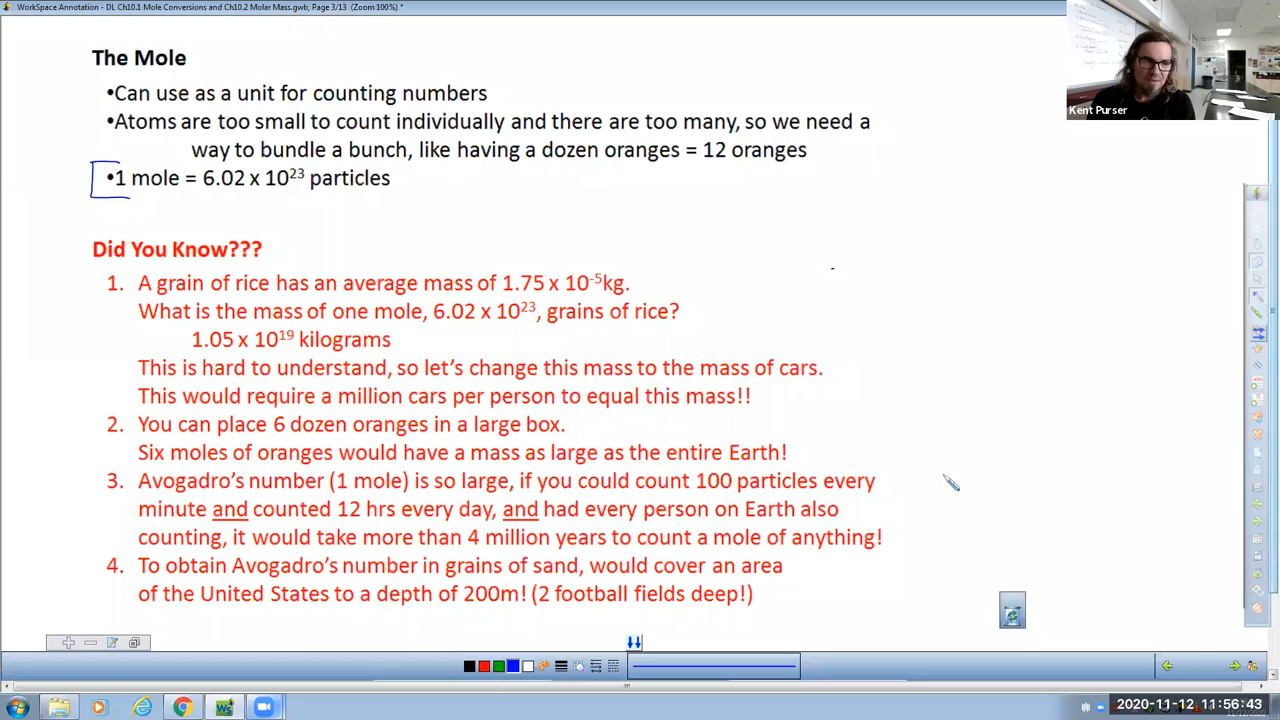 WorkSpace Annotation - DL Ch10.1 Mole Conversions and Ch10.2 Molar Mass.gwb, Page 3/13 (Zoom 100%) *
Kent Purser
The Mole
•Can use as a unit for counting numbers
•Atoms are too small to count individually and there are too many, so we need a
way to bundle a bunch, like having a dozen oranges = 12 oranges
•1 mole = 6.02 x 10²³ particles
Did You Know???
1. A grain of rice has an average mass of 1.75 x 10⁻⁵kg.
What is the mass of one mole, 6.02 x 10²³, grains of rice?
1.05 x 10¹⁹ kilograms
This is hard to understand, so let’s change this mass to the mass of cars.
This would require a million cars per person to equal this mass!!
2. You can place 6 dozen oranges in a large box.
Six moles of oranges would have a mass as large as the entire Earth!
3. Avogadro’s number (1 mole) is so large, if you could count 100 particles every
minute and counted 12 hrs every day, and had every person on Earth also
counting, it would take more than 4 million years to count a mole of anything!
4. To obtain Avogadro’s number in grains of sand, would cover an area
of the United States to a depth of 200m! (2 football fields deep!)
2020-11-12 11:56:43